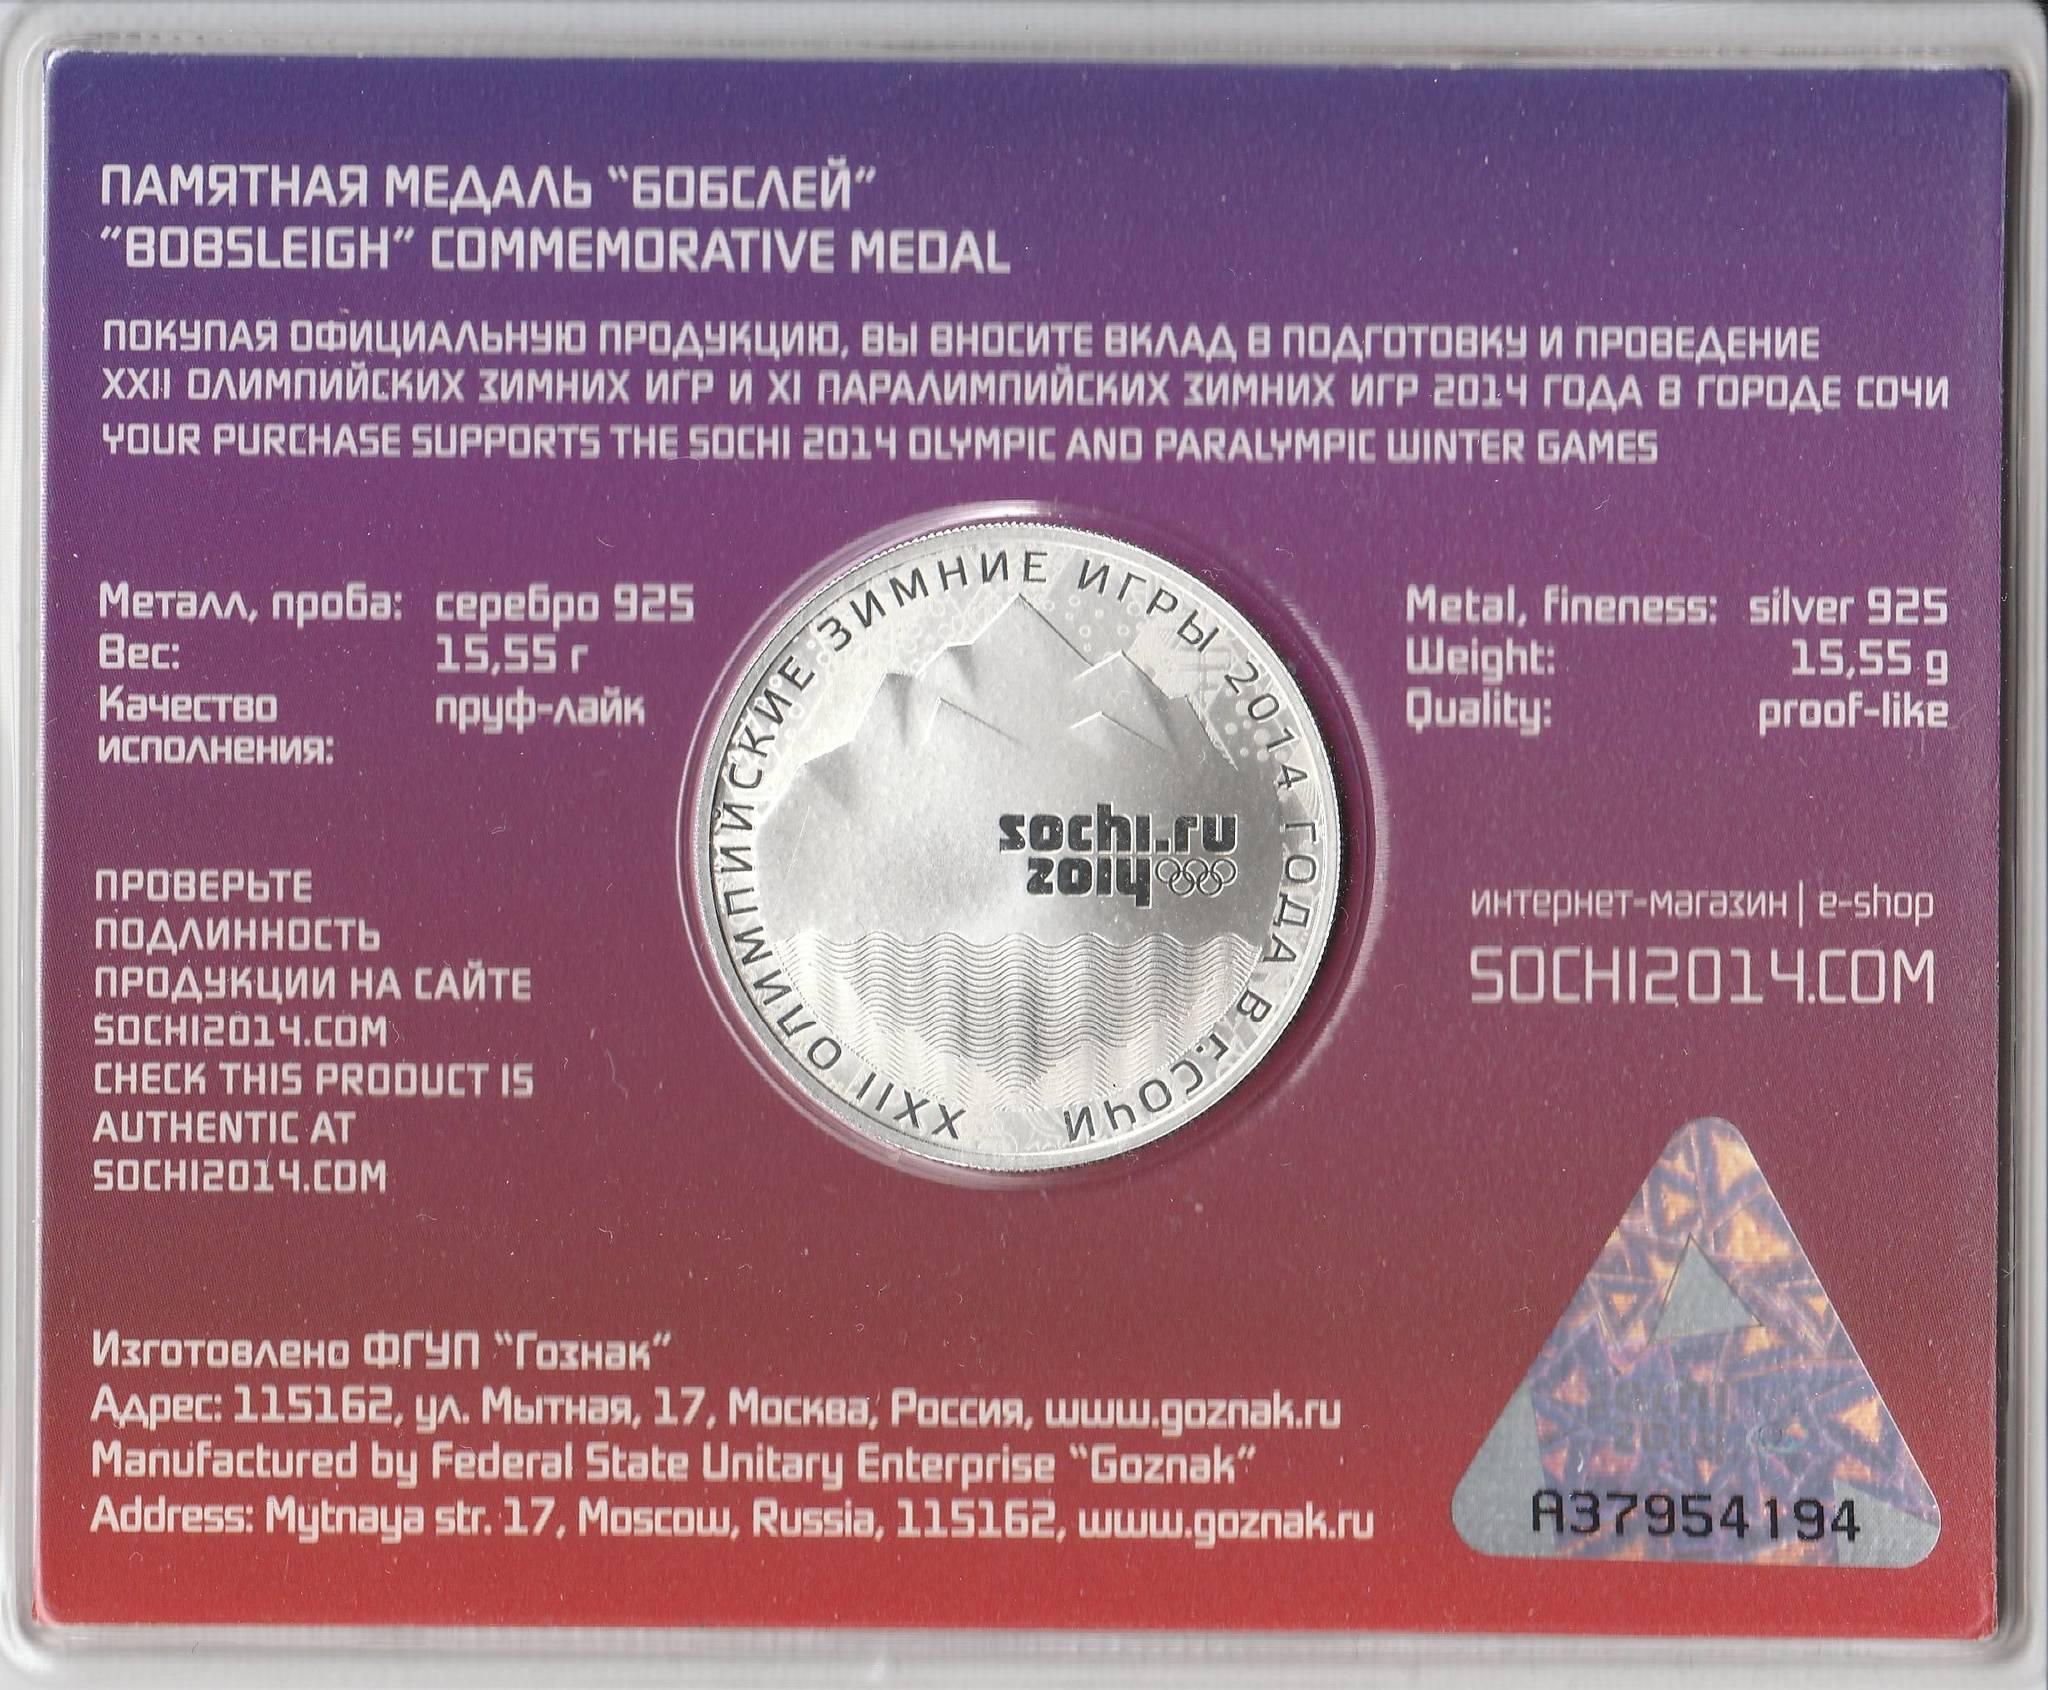 ПАМЯТНАЯ МЕДАЛЬ “БОБСЛЕЙ”
”BOBSLEIGH” COMMEMORATIVE MEDAL
ПОКУПАЯ ОФИЦИАЛЬНУЮ ПРОДУКЦИЮ, ВЫ ВНОСИТЕ ВКЛАД В ПОДГОТОВКУ И ПРОВЕДЕНИЕ
XXII ОЛИМПИЙСКИХ ЗИМНИХ ИГР И XI ПАРАЛИМПИЙСКИХ ЗИМНИХ ИГР 2014 ГОДА В ГОРОДЕ СОЧИ
YOUR PURCHASE SUPPORTS THE SOCHI 2014 OLYMPIC AND PARALYMPIC WINTER GAMES
Металл, проба: серебро 925
Вес: 15,55 г
Качество пруф-лайк
исполнения:
XXII ОЛИМПИЙСКИЕ ЗИМНИЕ ИГРЫ 2014 ГОДА В Г.СОЧИ
sochi.ru
2014
Metal, fineness: silver 925
Weight: 15,55 g
Quality: proof-like
ПРОВЕРЬТЕ
ПОДЛИННОСТЬ
ПРОДУКЦИИ НА САЙТЕ
SOCHI2014.COM
CHECK THIS PRODUCT IS
AUTHENTIC AT
SOCHI2014.COM
интернет-магазин | e-shop
SOCHI2014.COM
Изготовлено ФГУП “Гознак”
Адрес: 115162, ул. Мытная, 17, Москва, Россия, www.goznak.ru
Manufactured by Federal State Unitary Enterprise “Goznak”
Address: Mytnaya str. 17, Moscow, Russia, 115162, www.goznak.ru
sochi.ru
2014
A37954194